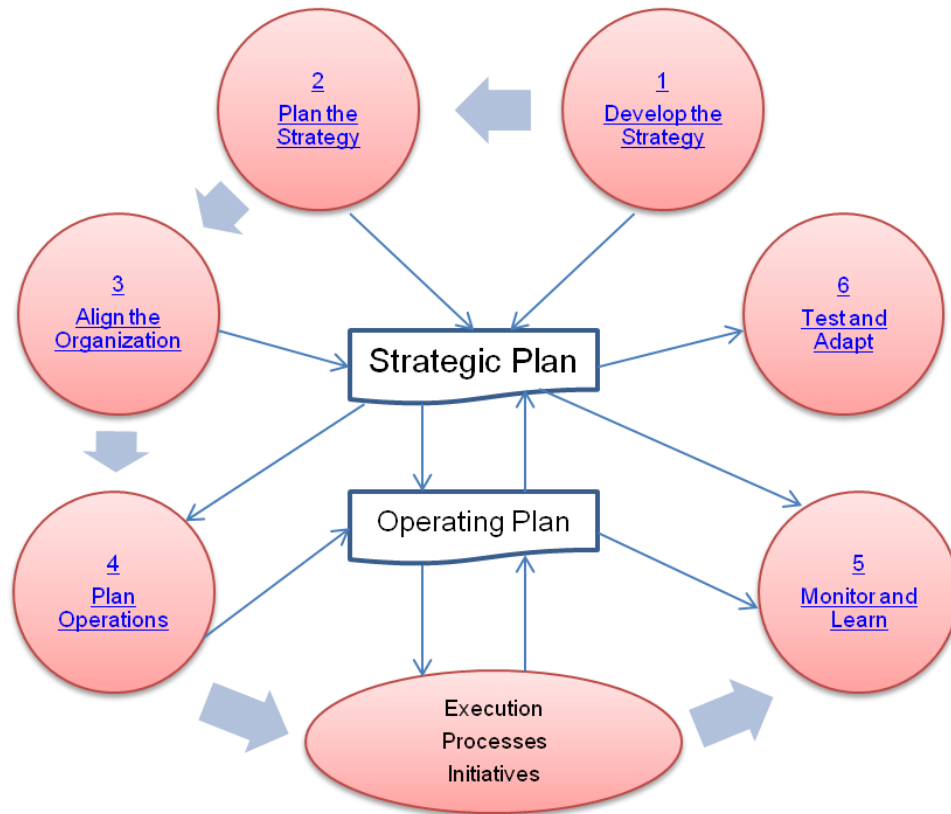 1
Develop the
Strategy
2
Plan the
Strategy
3
Align the
Organization
6
Test and
Adapt
Strategic Plan
Operating Plan
4
Plan
Operations
5
Monitor and
Learn
Execution
Processes
Initiatives